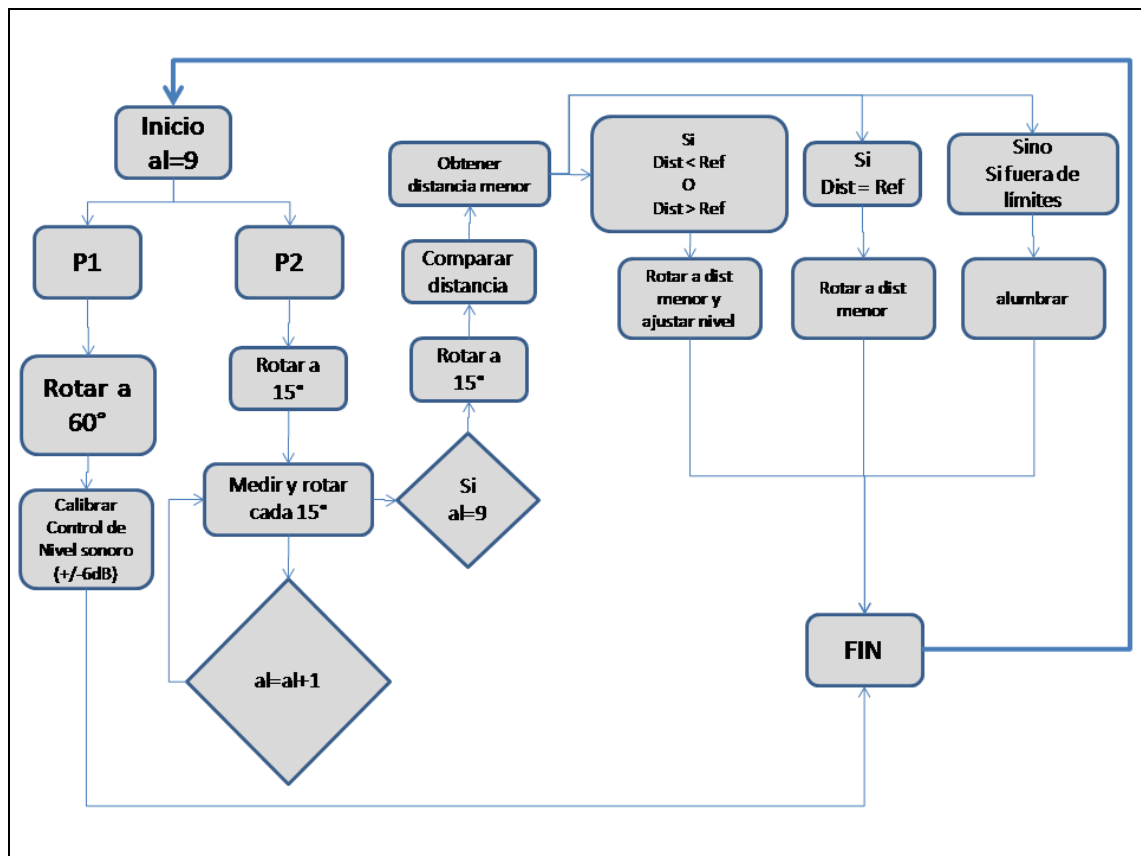 Inicio
al=9
P1
P2
Rotar a
60°
Calibrar
Control de
Nivel sonoro
(+/-6dB)
Rotar a
15°
Medir y rotar
cada 15°
al=al+1
Si
al=9
Rotar a
15°
Comparar
distancia
Obtener
distancia menor
Si
Dist < Ref
O
Dist > Ref
Rotar a dist
menor y
ajustar nivel
Si
Dist = Ref
Rotar a dist
menor
Sino
Si fuera de
límites
alumbrar
FIN